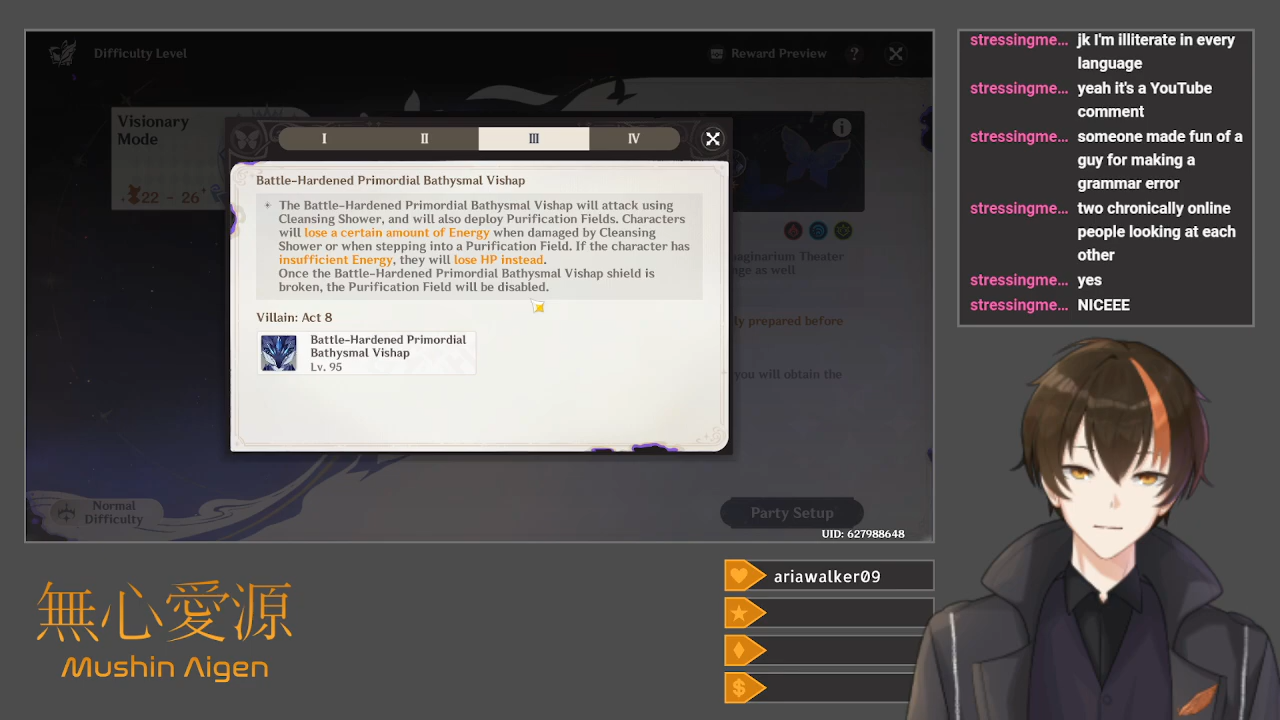 Difficulty Level
Reward Preview
?
Visionary
Mode
22 - 26
I
II
III
IV
Battle-Hardened Primordial Bathysmal Vishap
The Battle-Hardened Primordial Bathysmal Vishap will attack using
Cleansing Shower, and will also deploy Purification Fields. Characters
will lose a certain amount of Energy when damaged by Cleansing
Shower or when stepping into a Purification Field. If the character has
insufficient Energy, they will lose HP instead.
Once the Battle-Hardened Primordial Bathysmal Vishap shield is
broken, the Purification Field will be disabled.
Villain: Act 8
Battle-Hardened Primordial
Bathysmal Vishap
Lv. 95
maginarium Theater
nge as well
ly prepared before
you will obtain the
Normal
Difficulty
Party Setup
UID: 627988648
stressingme... jk I'm illiterate in every
language
stressingme... yeah it's a YouTube
comment
stressingme... someone made fun of a
guy for making a
grammar error
stressingme... two chronically online
people looking at each
other
stressingme... yes
stressingme... NICEEE
無心愛源
Mushin Aigen
ariawalker09
$